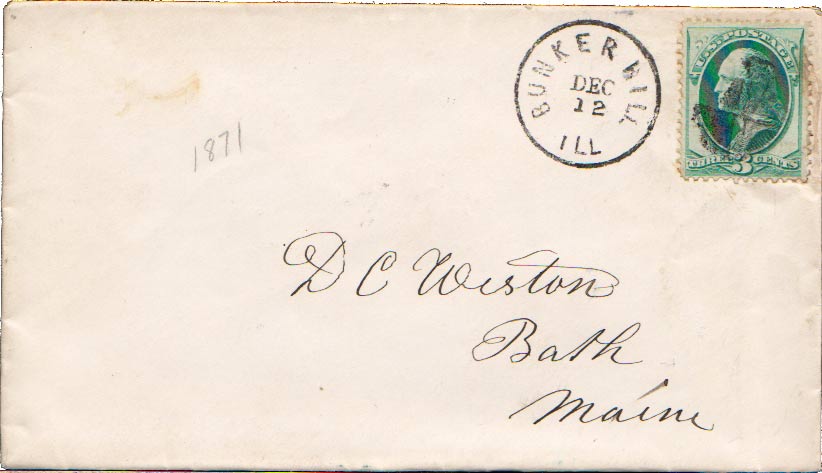 BUNKER HILL
DEC
12
ILL
U.S. POSTAGE
THREE 3 CENTS
1871
D C Weston
Bath
Maine